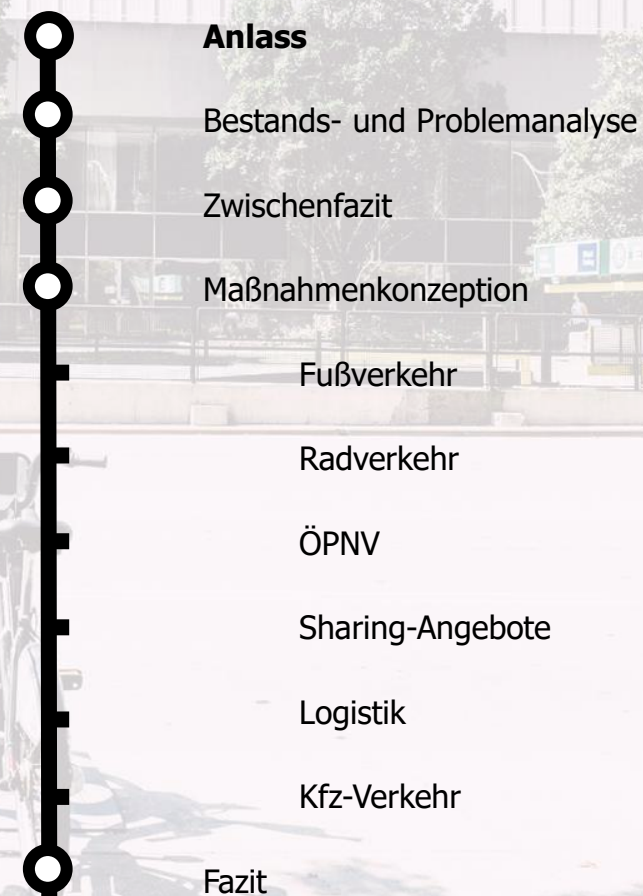 Anlass
Bestands- und Problemanalyse
Zwischenfazit
Maßnahmenkonzeption
Fußverkehr
Radverkehr
ÖPNV
Sharing-Angebote
Logistik
Kfz-Verkehr
Fazit